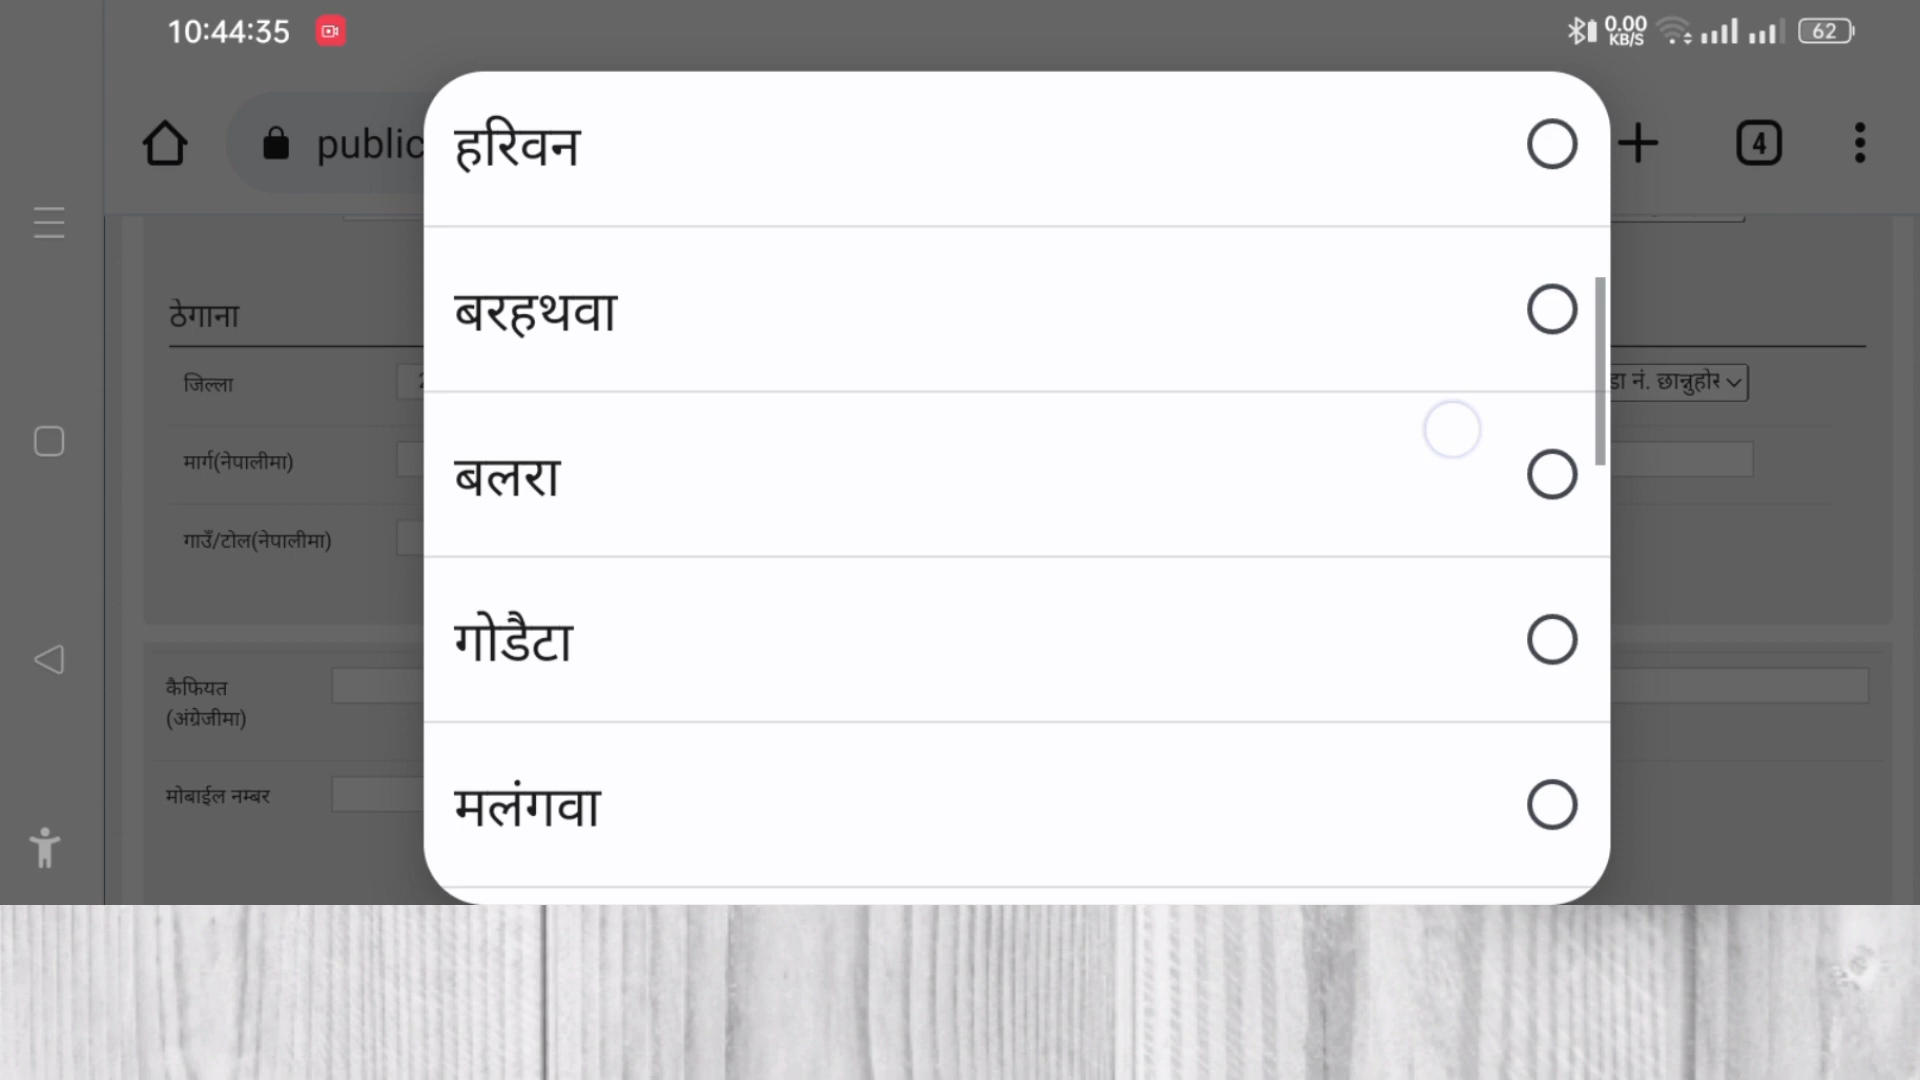 10:44:35
0.00
KB/S
62
public
4
हरिवन
बरहथवा
बलरा
गोडैटा
मलंगवा
ठेगाना
जिल्ला
डा नं. छान्नुहोर
मार्ग(नेपालीमा)
गाउँ/टोल(नेपालीमा)
कैफियत
(अंग्रेजीमा)
मोबाईल नम्बर